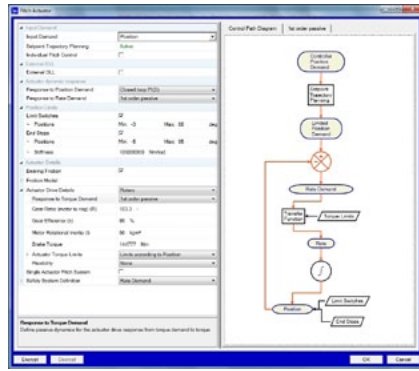 Pitch Actuator
Input Demand
Input Demand Position
Setpoint Trajectory Planning Active
Individual Pitch Control
External DLL
External DLL
Response to Position Demand Closed loop PI(D)
Response to Rate Demand 1st order passive
Position Limits
Limit Switches
Positions Min. Max. deg
End Stops
Positions Min. Max. deg
Stiffness Nm/rad
Actuator Details
Bearing Friction
Friction Model
Actuator Drive Details Rotary
Response to Torque Demand 1st order passive
Gear Ratio
Gear Efficiency %
Motor Rotational Inertia kgm²
Brake Torque Nm
Actuator Torque Limits Limits according to Position
Flexibility None
Single Actuator Pitch System
Safety System Definition Rate Demand
Response to Torque Demand
Define passive dynamics for the actuator drive response from torque demand to torque
Control Path Diagram 1st order passive
Controller Position Demand
Setpoint Trajectory Planning
Limited Position Demand
Rate Demand
Transfer Function
Torque Limits
Rate
Position
Limit Switches
End Stops
OK Cancel